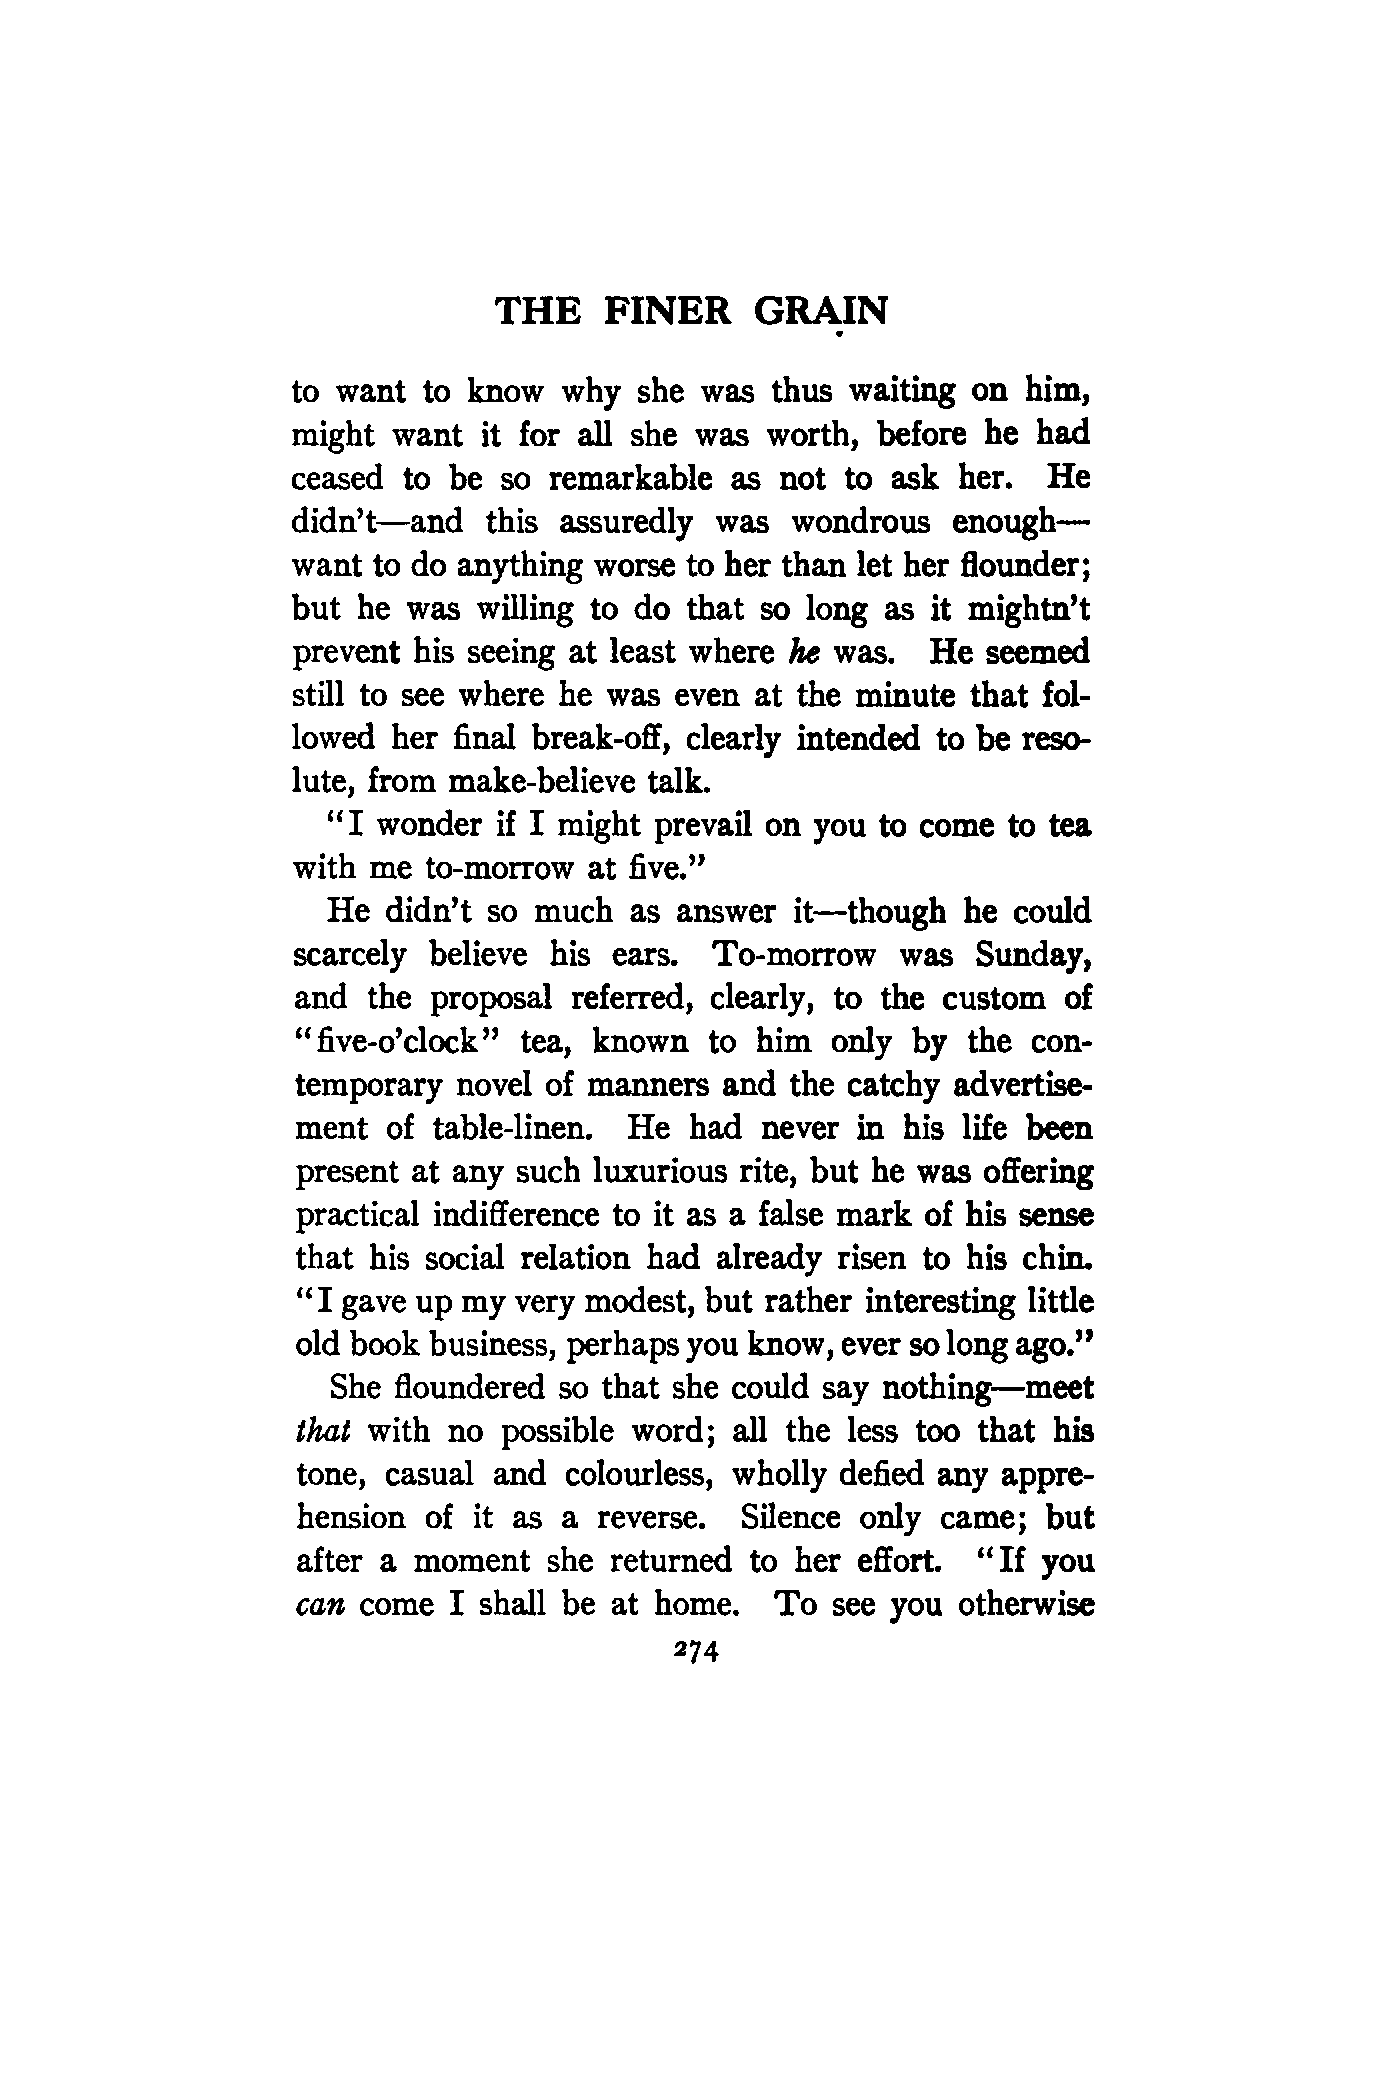 THE FINER GRAIN
to want to know why she was thus waiting on him,
might want it for all she was worth, before he had
ceased to be so remarkable as not to ask her. He
didn't—and this assuredly was wondrous enough—
want to do anything worse to her than let her flounder;
but he was willing to do that so long as it mightn't
prevent his seeing at least where he was. He seemed
still to see where he was even at the minute that fol-
lowed her final break-off, clearly intended to be reso-
lute, from make-believe talk.
"I wonder if I might prevail on you to come to tea
with me to-morrow at five."
He didn't so much as answer it—though he could
scarcely believe his ears. To-morrow was Sunday,
and the proposal referred, clearly, to the custom of
"five-o'clock" tea, known to him only by the con-
temporary novel of manners and the catchy advertise-
ment of table-linen. He had never in his life been
present at any such luxurious rite, but he was offering
practical indifference to it as a false mark of his sense
that his social relation had already risen to his chin.
"I gave up my very modest, but rather interesting little
old book business, perhaps you know, ever so long ago."
She floundered so that she could say nothing—meet
that with no possible word; all the less too that his
tone, casual and colourless, wholly defied any appre-
hension of it as a reverse. Silence only came; but
after a moment she returned to her effort. "If you
can come I shall be at home. To see you otherwise
274